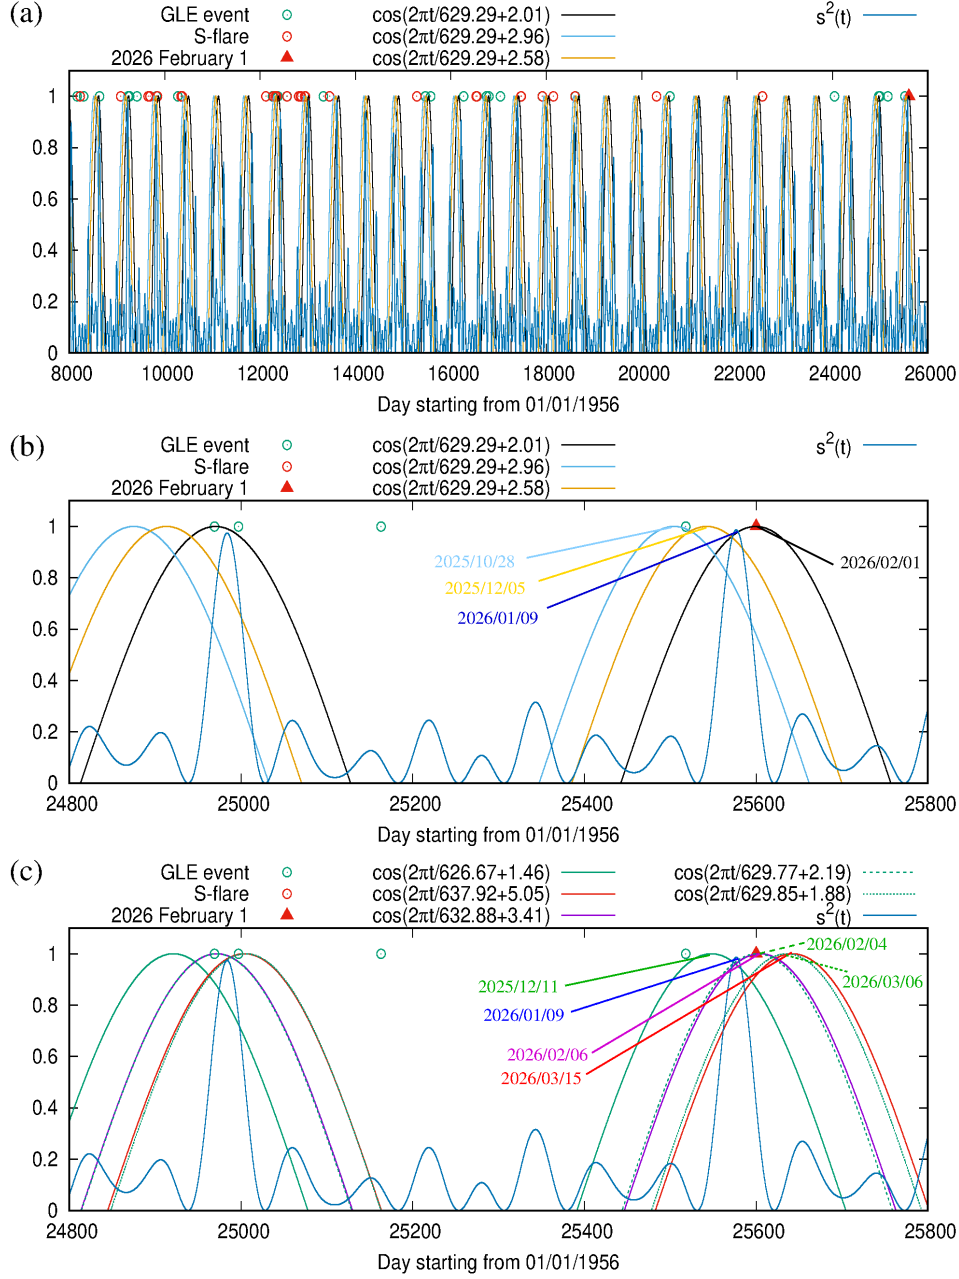 (a)
GLE event
S-flare
2026 February 1
cos(2πt/629.29+2.01)
cos(2πt/629.29+2.96)
cos(2πt/629.29+2.58)
s²(t)
1
0.8
0.6
0.4
0.2
0
8000 10000 12000 14000 16000 18000 20000 22000 24000 26000
Day starting from 01/01/1956
(b)
GLE event
S-flare
2026 February 1
cos(2πt/629.29+2.01)
cos(2πt/629.29+2.96)
cos(2πt/629.29+2.58)
s²(t)
1
0.8
0.6
0.4
0.2
0
2025/10/28
2025/12/05
2026/01/09
2026/02/01
24800 25000 25200 25400 25600 25800
Day starting from 01/01/1956
(c)
GLE event
S-flare
2026 February 1
cos(2πt/626.67+1.46)
cos(2πt/637.92+5.05)
cos(2πt/632.88+3.41)
cos(2πt/629.77+2.19)
cos(2πt/629.85+1.88)
s²(t)
1
0.8
0.6
0.4
0.2
0
2026/02/04
2026/03/06
2025/12/11
2026/01/09
2026/02/06
2026/03/15
24800 25000 25200 25400 25600 25800
Day starting from 01/01/1956